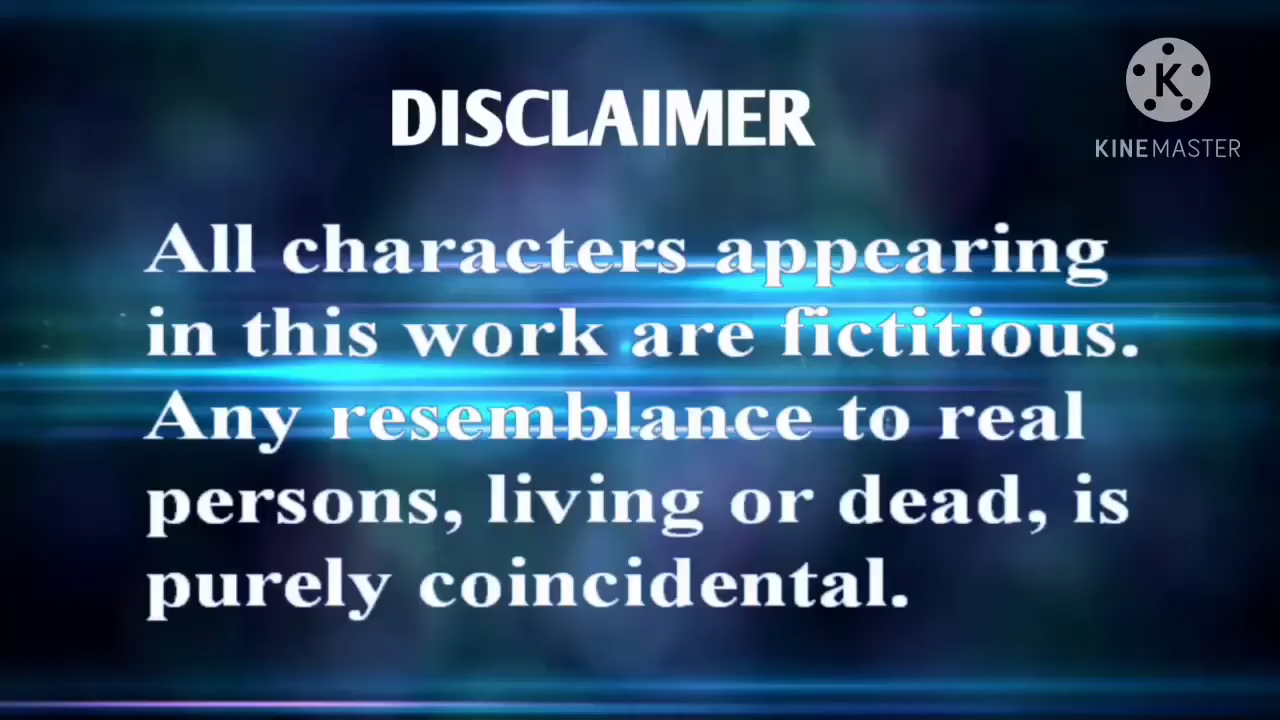 DISCLAIMER
K
KINEMASTER
All characters appearing
in this work are fictitious.
Any resemblance to real
persons, living or dead, is
purely coincidental.